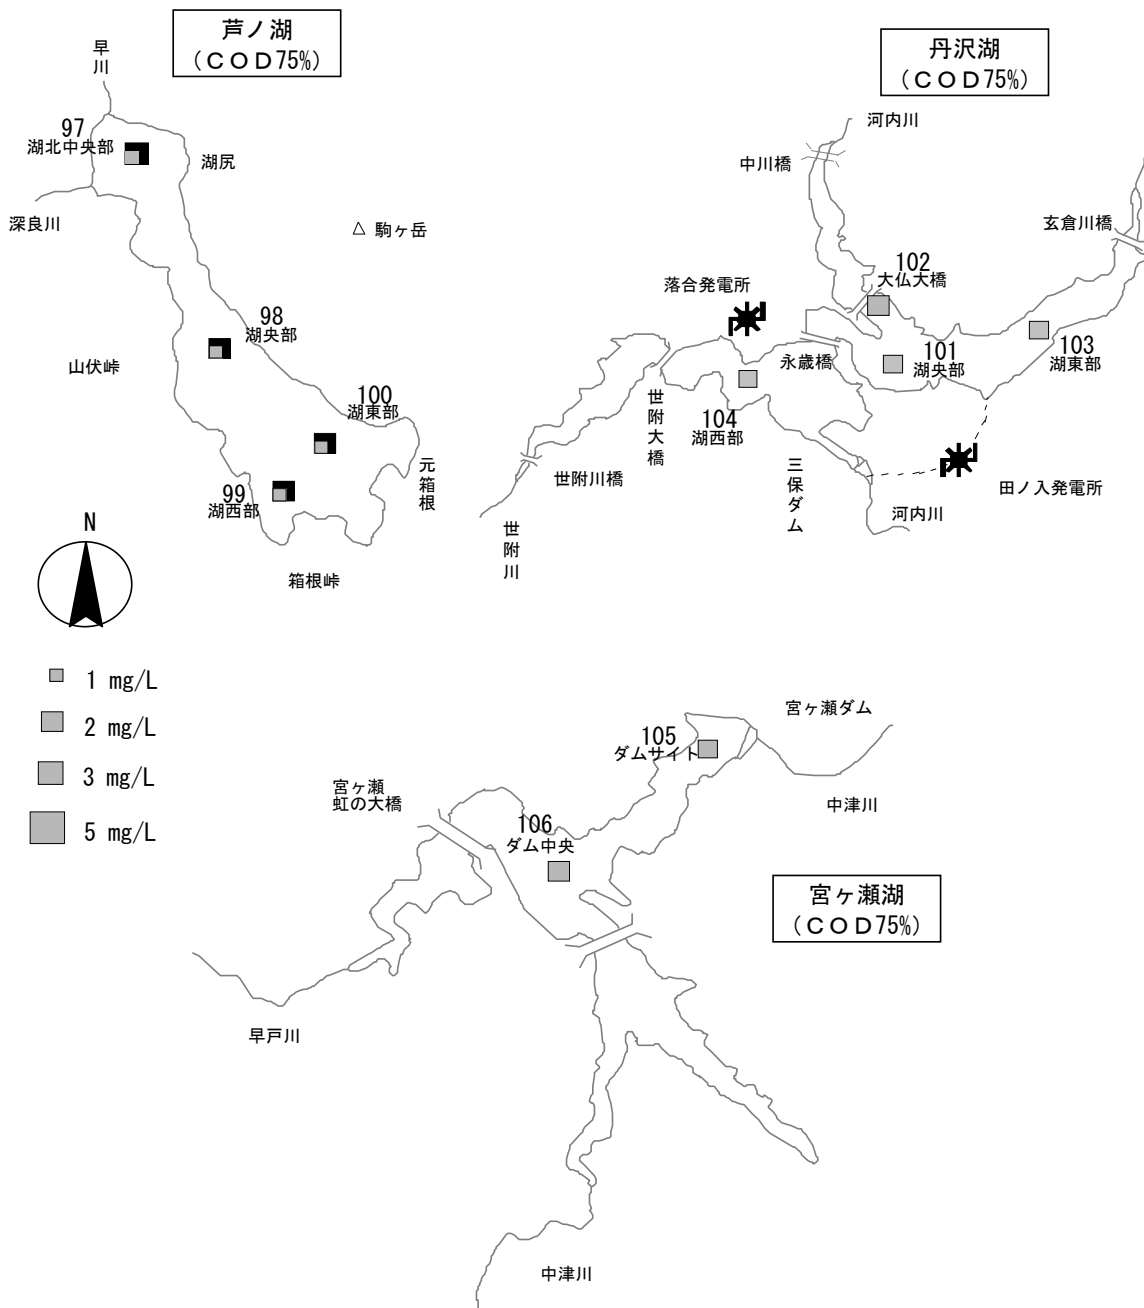 芦ノ湖
(ＣＯＤ75%)
早川
97
湖北中央部
湖尻
深良川
△ 駒ヶ岳
98
湖央部
山伏峠
100
湖東部
元箱根
99
湖西部
箱根峠
N
1 mg/L
2 mg/L
3 mg/L
5 mg/L
丹沢湖
(ＣＯＤ75%)
河内川
中川橋
玄倉川橋
102
大仏大橋
落合発電所
永歳橋
101
湖央部
103
湖東部
世附大橋
104
湖西部
世附川橋
三保ダム
田ノ入発電所
河内川
世附川
宮ヶ瀬ダム
105
ダムサイト
宮ヶ瀬
虹の大橋
中津川
106
ダム中央
宮ヶ瀬湖
(ＣＯＤ75%)
早戸川
中津川